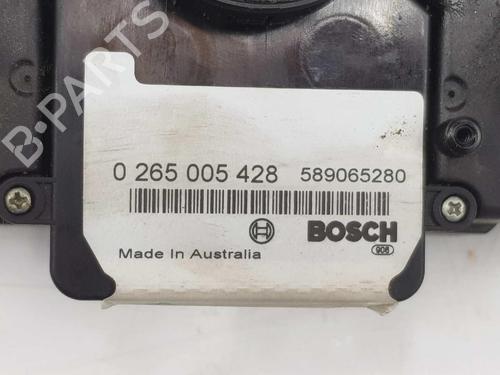 B-PARTS
0 265 005 428 589065280
BOSCH
906
Made In Australia